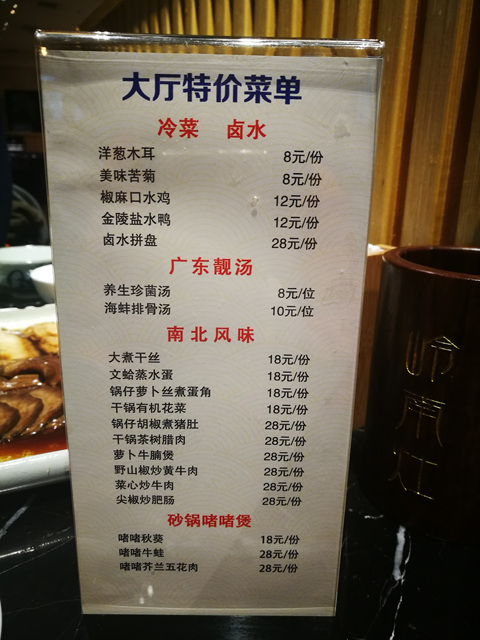 大厅特价菜单
冷菜 卤水
洋葱木耳 8元/份
美味苦菊 8元/份
椒麻口水鸡 12元/份
金陵盐水鸭 12元/份
卤水拼盘 28元/份
广东靓汤
养生珍菌汤 8元/位
海蚌排骨汤 10元/位
南北风味
大煮干丝 18元/份
文蛤蒸水蛋 18元/份
锅仔萝卜丝煮蛋角 18元/份
干锅有机花菜 18元/份
锅仔胡椒煮猪肚 28元/份
干锅茶树腊肉 28元/份
萝卜牛腩煲 28元/份
野山椒炒黄牛肉 28元/份
菜心炒牛肉 28元/份
尖椒炒肥肠 28元/份
砂锅啫啫煲
啫啫秋葵 18元/份
啫啫牛蛙 28元/份
啫啫芥兰五花肉 28元/份